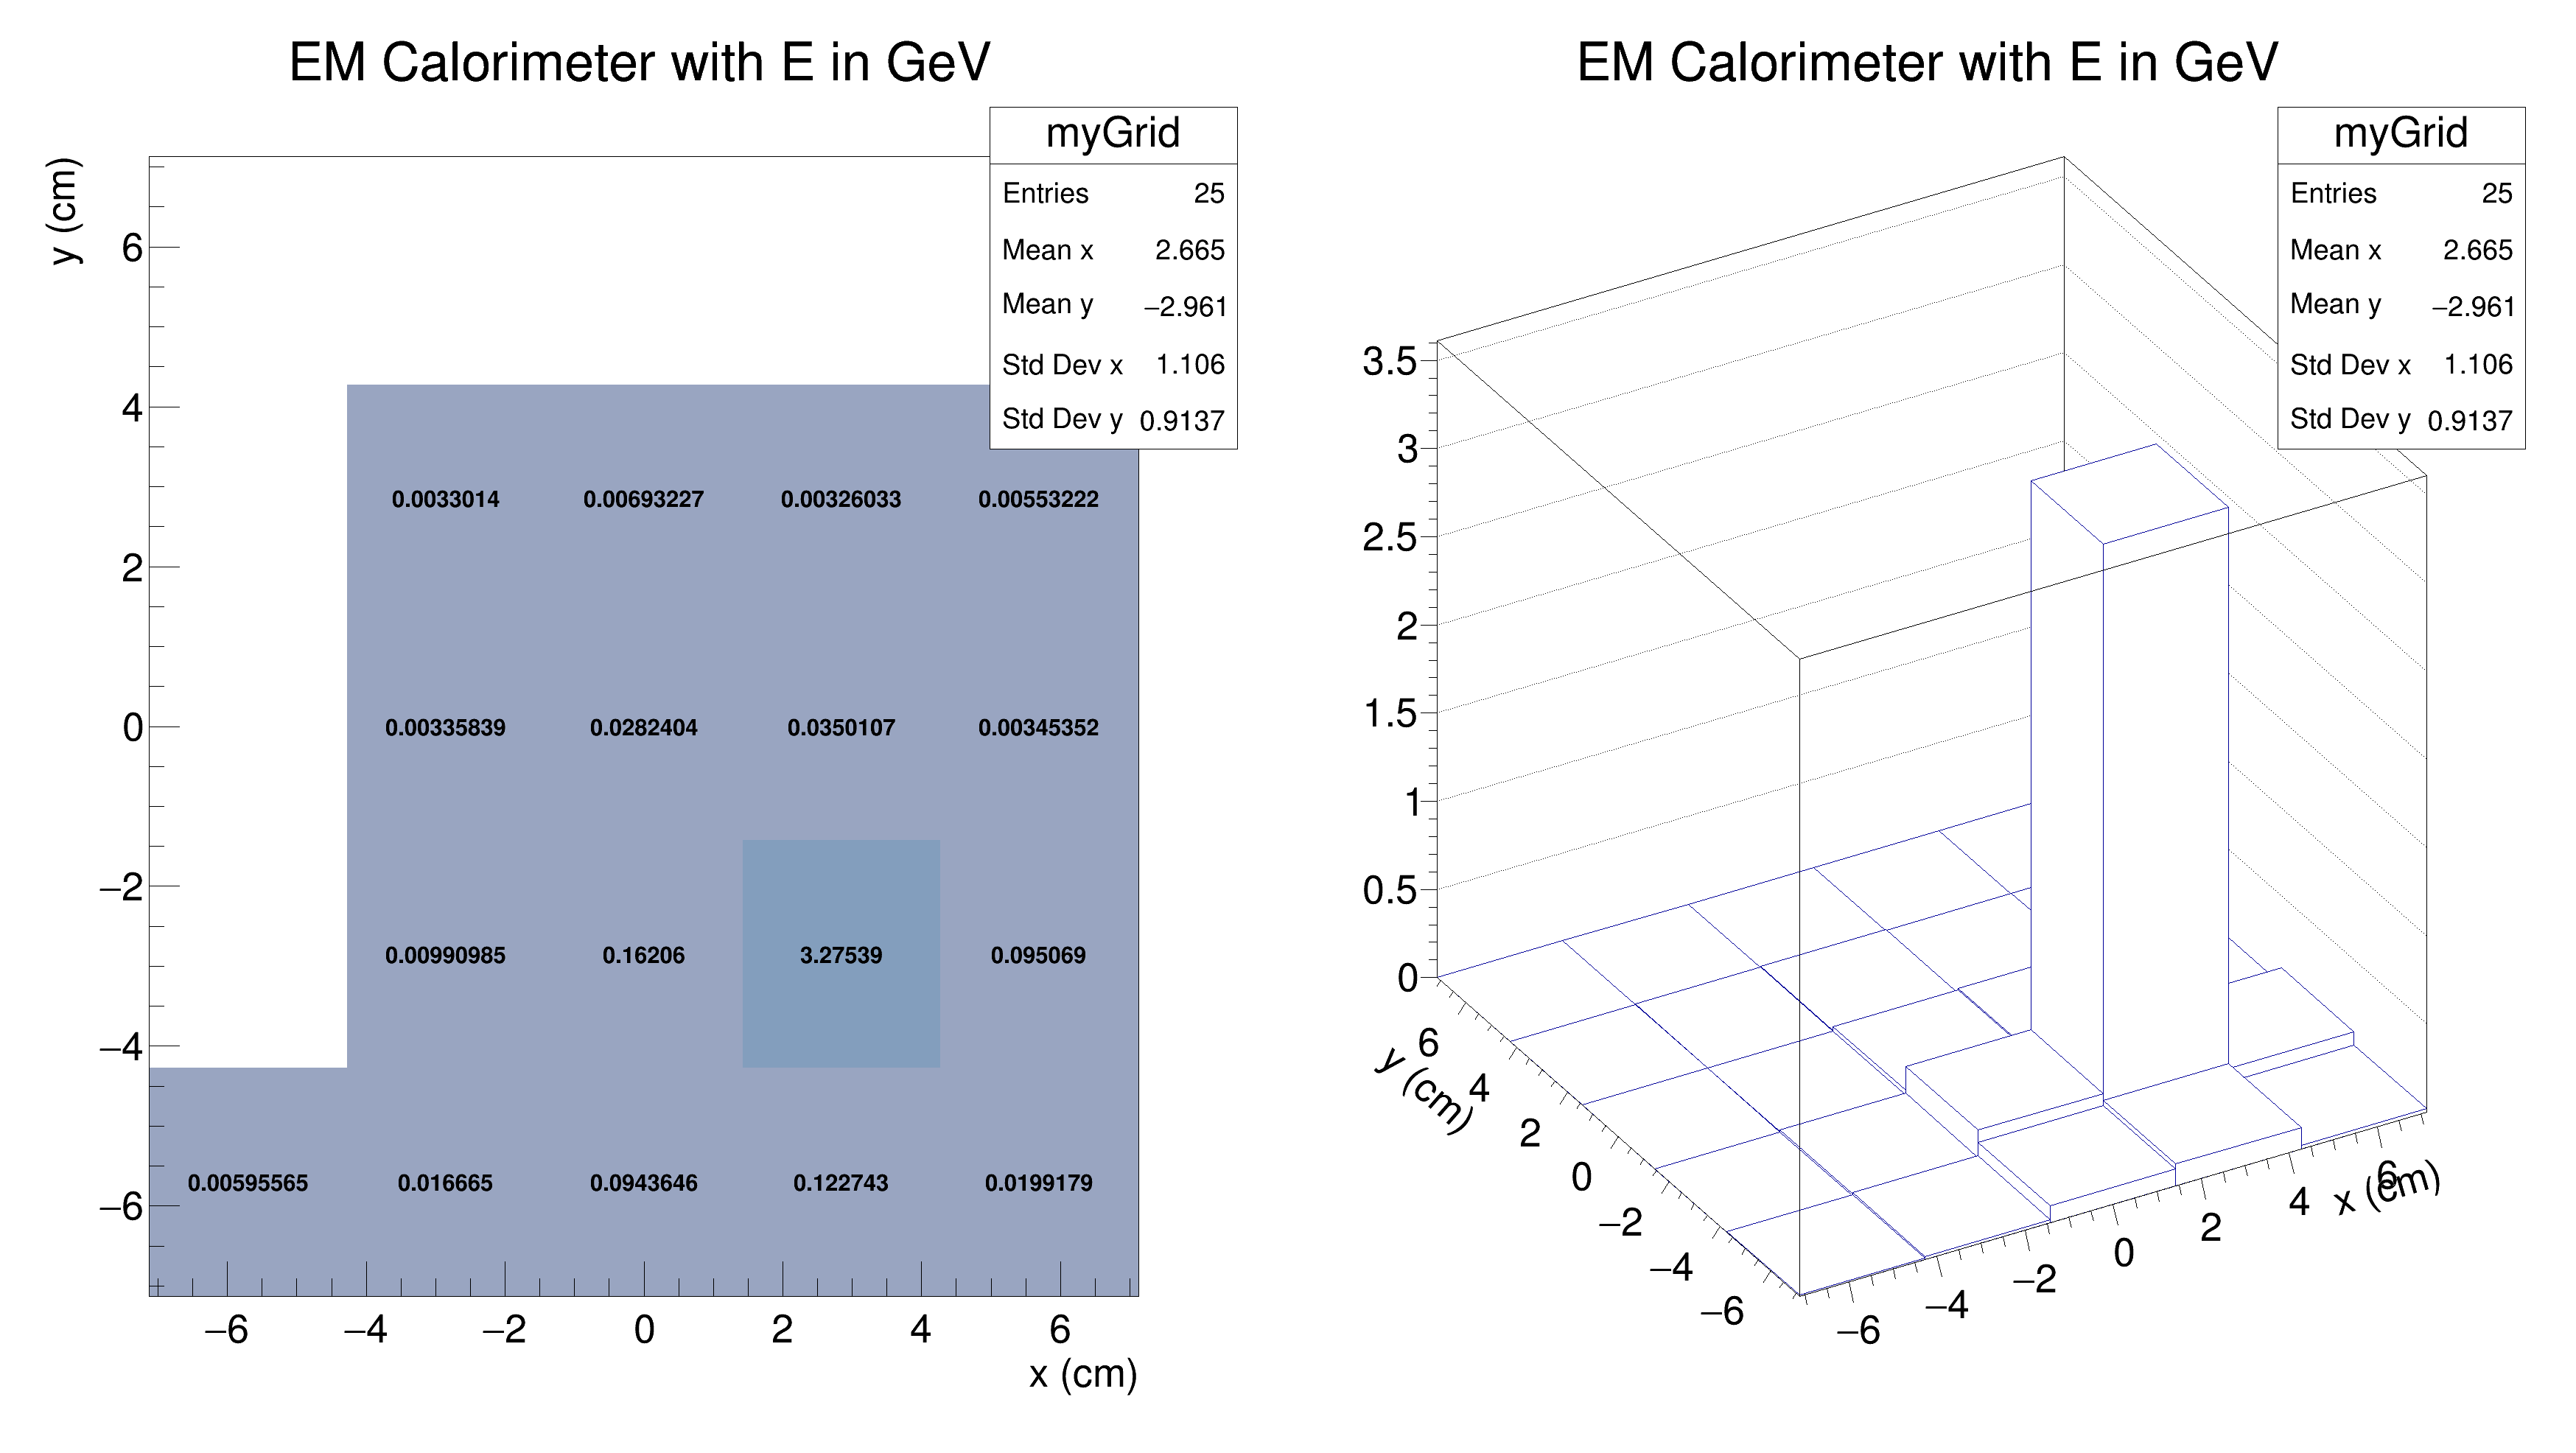 EM Calorimeter with E in GeV
myGrid
Entries 25
Mean x 2.665
Mean y −2.961
Std Dev x 1.106
Std Dev y 0.9137
y (cm)
6
4
2
0
−2
−4
−6
0.0033014 0.00693227 0.00326033 0.00553222
0.00335839 0.0282404 0.0350107 0.00345352
0.00990985 0.16206 3.27539 0.095069
0.00595565 0.016665 0.0943646 0.122743 0.0199179
−6 −4 −2 0 2 4 6
x (cm)
EM Calorimeter with E in GeV
myGrid
Entries 25
Mean x 2.665
Mean y −2.961
Std Dev x 1.106
Std Dev y 0.9137
3.5
3
2.5
2
1.5
1
0.5
0
6
4
2
0
−2
−4
−6
y (cm)
−6
−4
−2
0
2
4
6
x (cm)